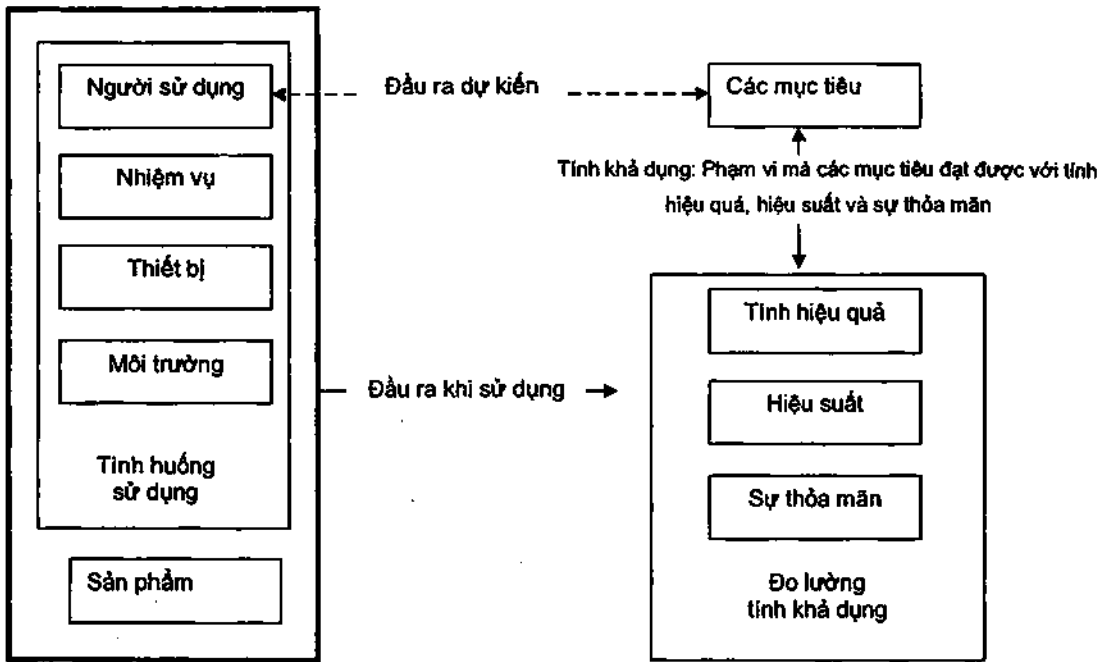 Người sử dụng
Đầu ra dự kiến
Các mục tiêu
Nhiệm vụ
Tính khả dụng: Phạm vi mà các mục tiêu đạt được với tính
hiệu quả, hiệu suất và sự thỏa mãn
Thiết bị
Môi trường
Tình huống
sử dụng
Sản phẩm
Đầu ra khi sử dụng
Tính hiệu quả
Hiệu suất
Sự thỏa mãn
Đo lường
tính khả dụng